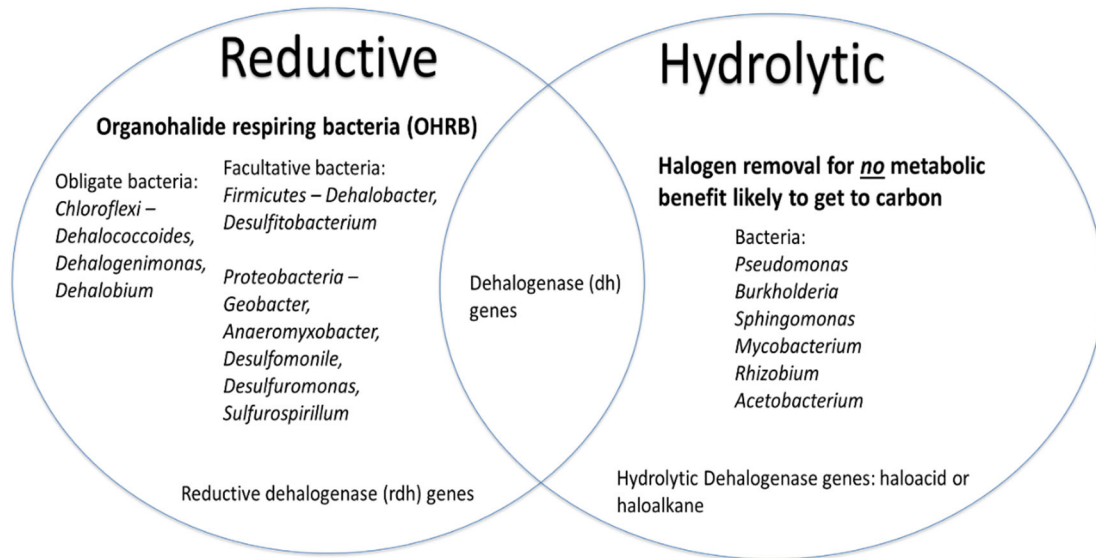 Reductive
Organohalide respiring bacteria (OHRB)
Obligate bacteria:
Chloroflexi –
Dehalococcoides,
Dehalogenimonas,
Dehalobium
Facultative bacteria:
Firmicutes – Dehalobacter,
Desulfitobacterium
Proteobacteria –
Geobacter,
Anaeromyxobacter,
Desulfomonile,
Desulfuromonas,
Sulfurospirillum
Reductive dehalogenase (rdh) genes
Dehalogenase (dh)
genes
Hydrolytic
Halogen removal for no metabolic
benefit likely to get to carbon
Bacteria:
Pseudomonas
Burkholderia
Sphingomonas
Mycobacterium
Rhizobium
Acetobacterium
Hydrolytic Dehalogenase genes: haloacid or
haloalkane